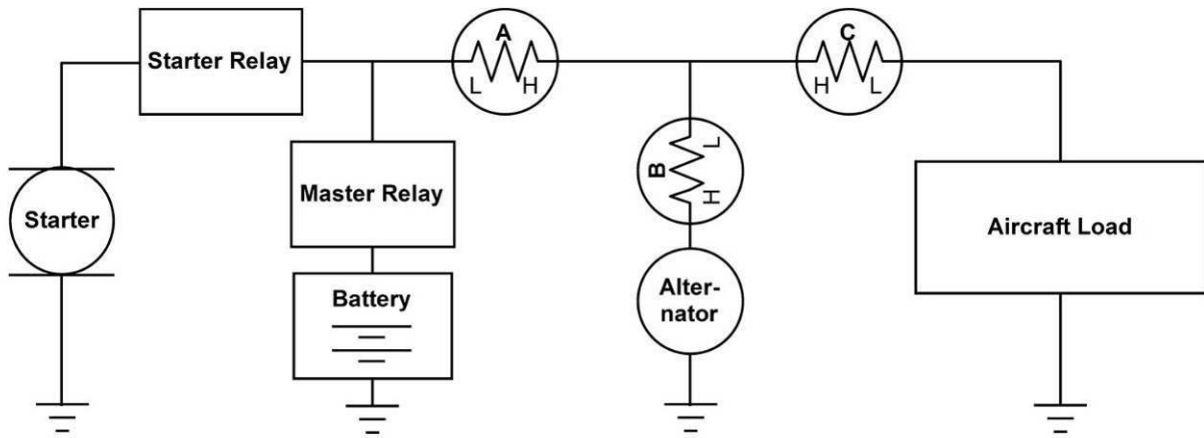 A
C
Starter Relay
L
H
H
L
L
B
H
Master Relay
Starter
Aircraft Load
Battery
Alter-
nator